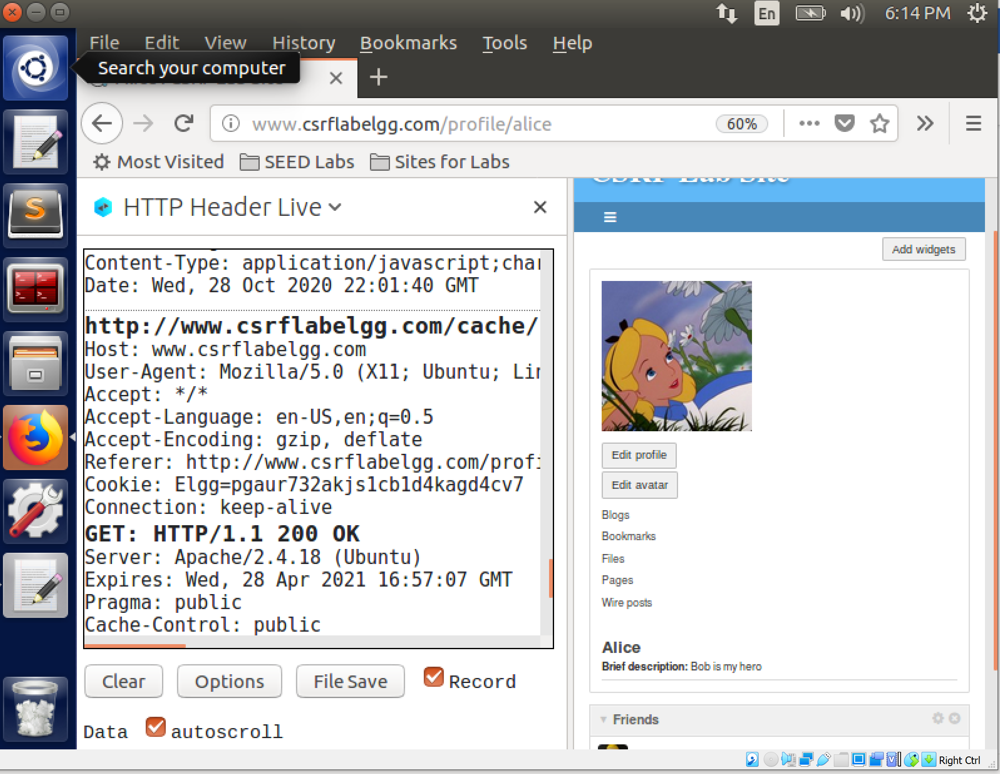 En
6:14 PM
File Edit View History Bookmarks Tools Help
Search your computer
www.csrflabelgg.com/profile/alice
60%
Most Visited SEED Labs Sites for Labs
HTTP Header Live
Content-Type: application/javascript;char
Date: Wed, 28 Oct 2020 22:01:40 GMT
http://www.csrflabelgg.com/cache/
Host: www.csrflabelgg.com
User-Agent: Mozilla/5.0 (X11; Ubuntu; Lin
Accept: */*
Accept-Language: en-US,en;q=0.5
Accept-Encoding: gzip, deflate
Referer: http://www.csrflabelgg.com/profi
Cookie: Elgg=pgaur732akjs1cb1d4kagd4cv7
Connection: keep-alive
GET: HTTP/1.1 200 OK
Server: Apache/2.4.18 (Ubuntu)
Expires: Wed, 28 Apr 2021 16:57:07 GMT
Pragma: public
Cache-Control: public
Clear
Options
File Save
Record
Data
autoscroll
CSRF Lab Site
Add widgets
Edit profile
Edit avatar
Blogs
Bookmarks
Files
Pages
Wire posts
Alice
Brief description: Bob is my hero
Friends
Right Ctrl